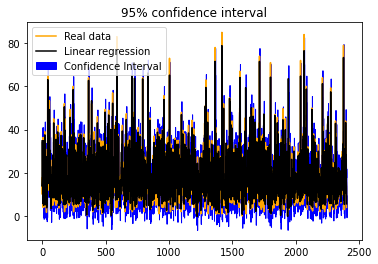 95% confidence interval
Real data
Linear regression
Confidence Interval
80
60
40
20
0
0 500 1000 1500 2000 2500